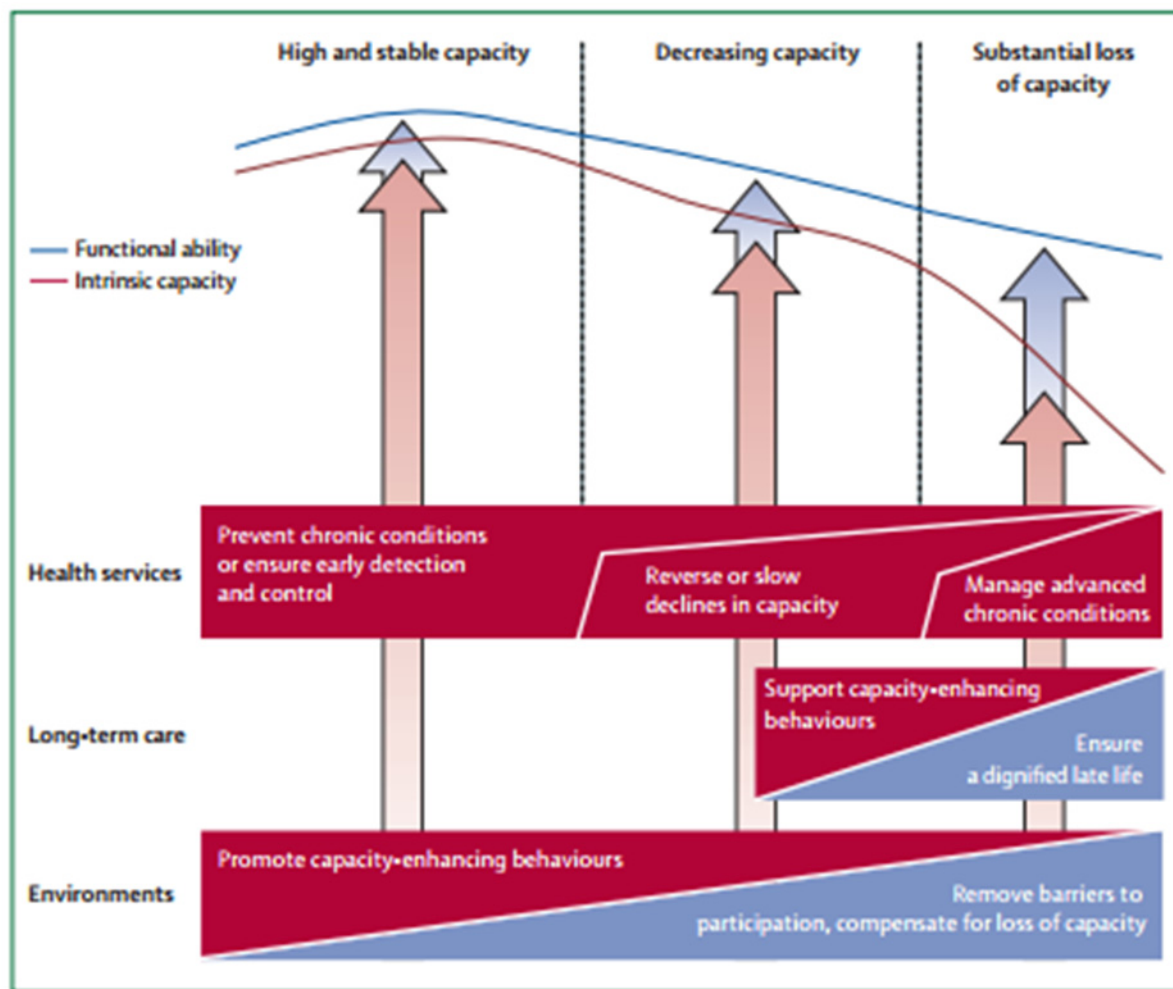 High and stable capacity
Decreasing capacity
Substantial loss
of capacity
Functional ability
Intrinsic capacity
Health services
Prevent chronic conditions
or ensure early detection
and control
Reverse or slow
declines in capacity
Manage advanced
chronic conditions
Long-term care
Support capacity-enhancing
behaviours
Ensure
a dignified late life
Environments
Promote capacity-enhancing behaviours
Remove barriers to
participation, compensate for loss of capacity